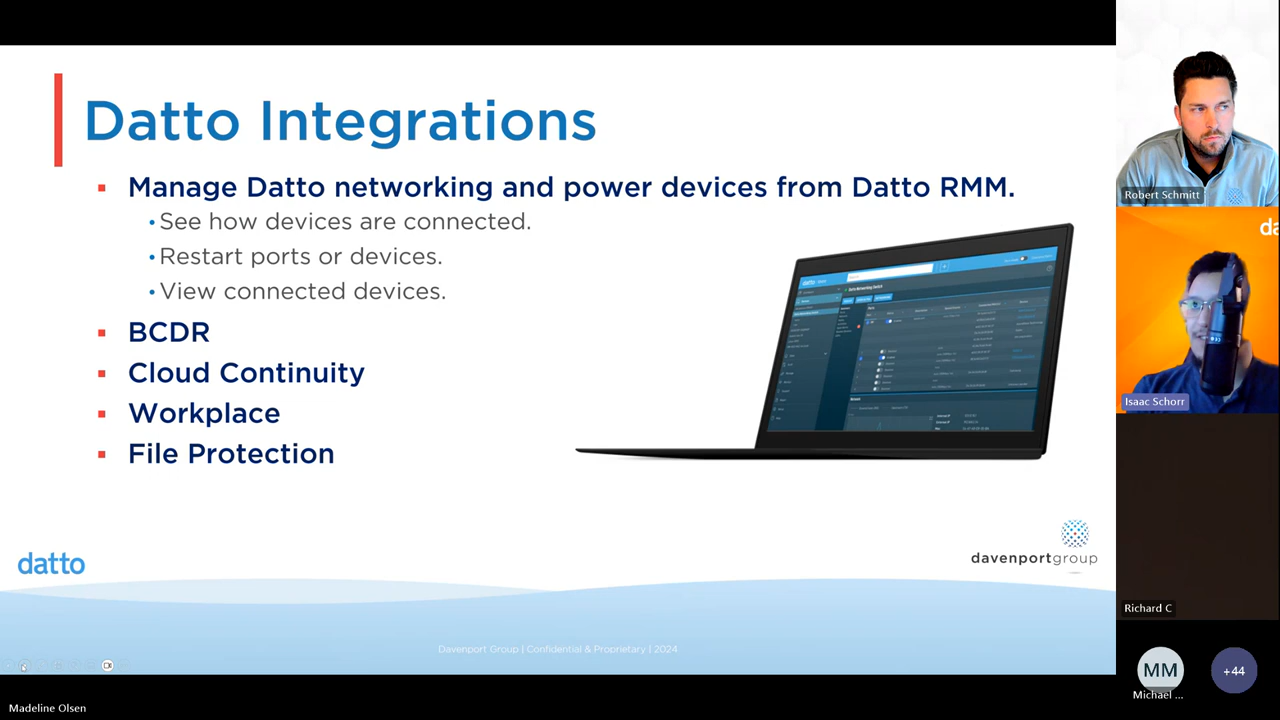 Datto Integrations
▪ Manage Datto networking and power devices from Datto RMM.
• See how devices are connected.
• Restart ports or devices.
• View connected devices.
▪ BCDR
▪ Cloud Continuity
▪ Workplace
▪ File Protection
datto
davenportgroup
Davenport Group | Confidential & Proprietary | 2024
Madeline Olsen
Robert Schmitt
da
Isaac Schorr
Richard C
MM
+44
Michael ...